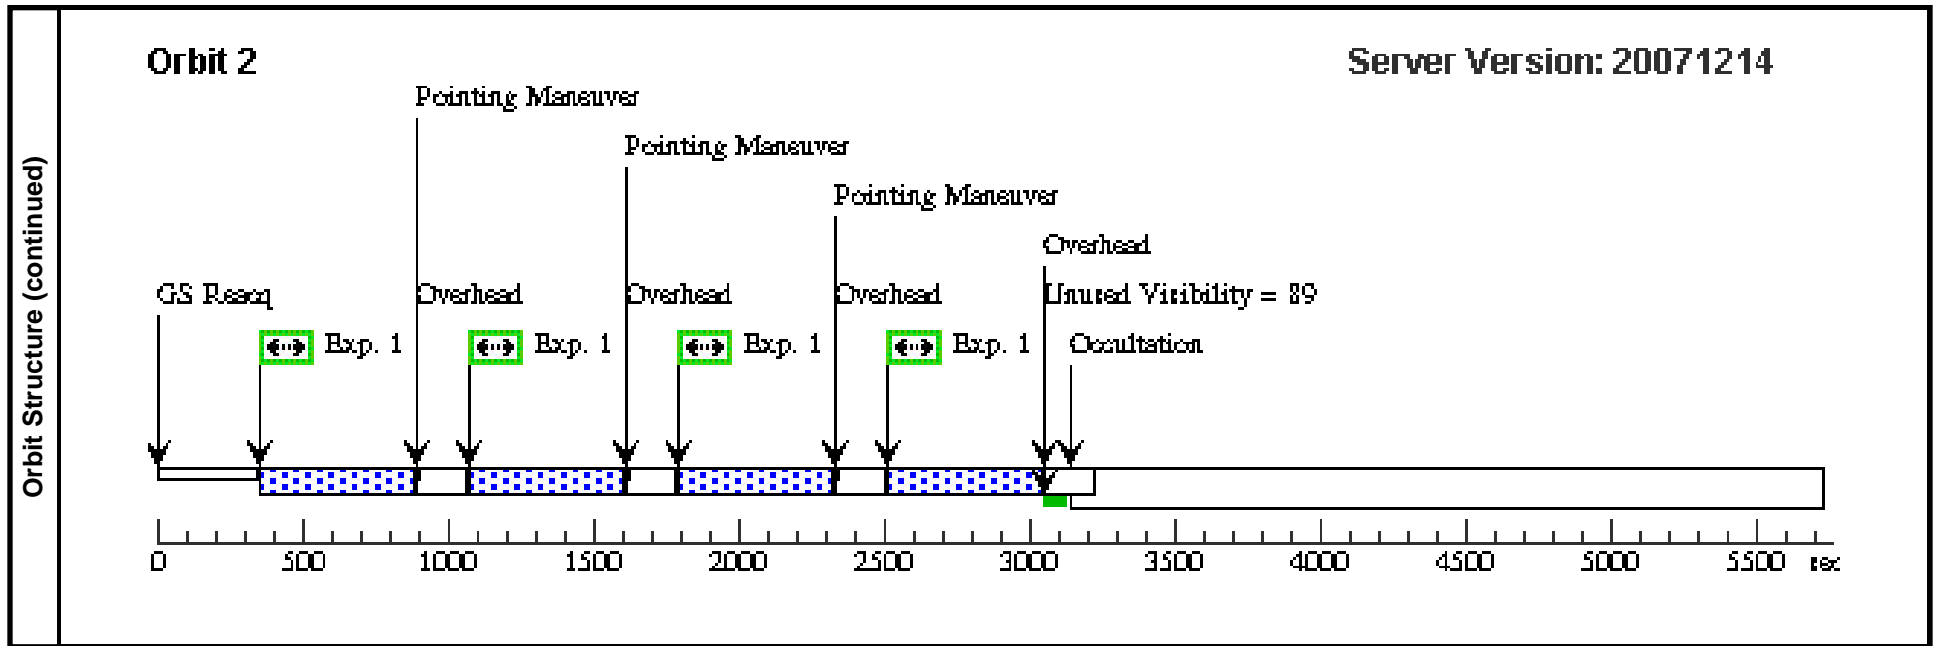 Orbit Structure (continued)
Orbit 2
Server Version: 20071214
Pointing Maneuver
Pointing Maneuver
Pointing Maneuver
Overhead
GS Reacq
Overhead
Overhead
Overhead
Unused Visibility = 89
Exp. 1
Exp. 1
Exp. 1
Exp. 1
Occultation
0 500 1000 1500 2000 2500 3000 3500 4000 4500 5000 5500 sec